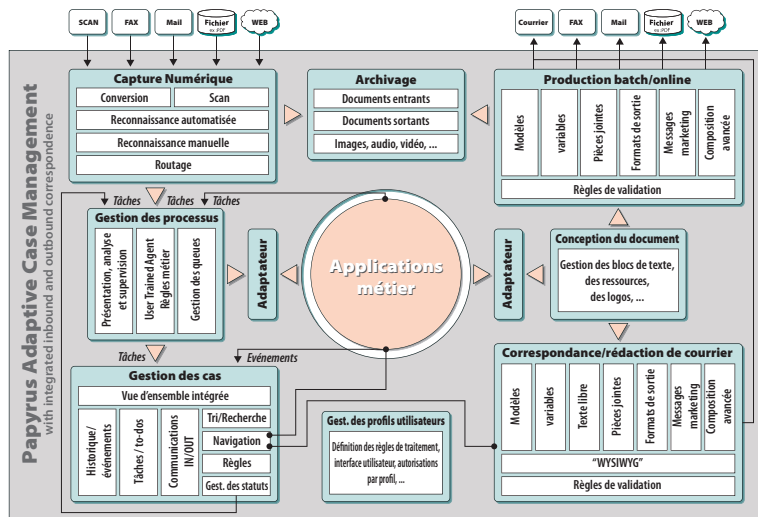 SCAN
FAX
Mail
Fichier
ex :PDF
WEB
Courrier
FAX
Mail
Fichier
ex :PDF
WEB
Papyrus Adaptive Case Management
with integrated inbound and outbound correspondence
Capture Numérique
Conversion
Scan
Reconnaissance automatisée
Reconnaissance manuelle
Routage
Archivage
Documents entrants
Documents sortants
Images, audio, vidéo, ...
Production batch/online
Modèles
variables
Pièces jointes
Formats de sortie
Messages
marketing
Composition
avancée
Règles de validation
Tâches
Tâches
Tâches
Gestion des processus
Présentation, analyse
et supervision
User Trained Agent
Règles métier
Gestion des queues
Adaptateur
Applications
métier
Adaptateur
Conception du document
Gestion des blocs de texte,
des ressources,
des logos, ...
Tâches
Evénements
Gestion des cas
Vue d'ensemble intégrée
Historique/
événements
Tâches / to-dos
Communications
IN/OUT
Tri/Recherche
Navigation
Règles
Gest. des statuts
Gest. des profils utilisateurs
Définition des règles de traitement,
interface utilisateur, autorisations
par profil, ...
Correspondance/rédaction de courrier
Modèles
variables
Texte libre
Pièces jointes
Formats de sortie
Messages
marketing
Composition
avancée
“WYSIWYG”
Règles de validation